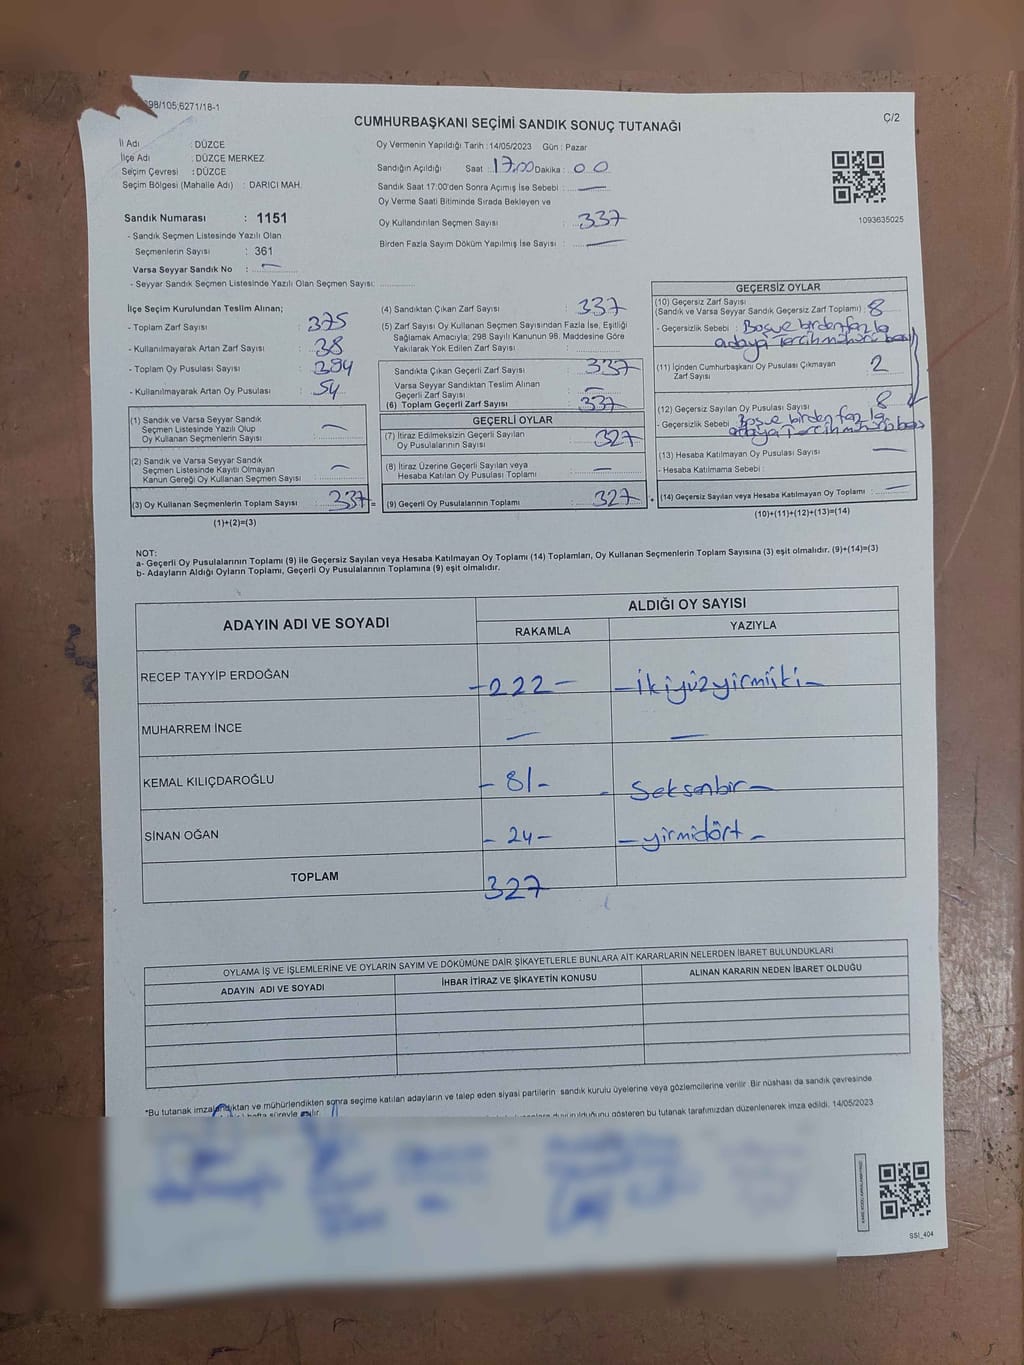 298/105;6271/18-1
CUMHURBAŞKANI SEÇİMİ SANDIK SONUÇ TUTANAĞI
Ç/2
İl Adı : DÜZCE
İlçe Adı : DÜZCE MERKEZ
Seçim Çevresi : DÜZCE
Seçim Bölgesi (Mahalle Adı) : DARICI MAH.
Sandık Numarası : 1151
- Sandık Seçmen Listesinde Yazılı Olan
Seçmenlerin Sayısı : 361
Varsa Seyyar Sandık No : —
- Seyyar Sandık Seçmen Listesinde Yazılı Olan Seçmen Sayısı:
Oy Vermenin Yapıldığı Tarih : 14/05/2023 Gün : Pazar
Sandığın Açıldığı Saat : 17:00 Dakika : 00
Sandık Saat 17:00'den Sonra Açımış İse Sebebi : —
Oy Verme Saati Bitiminde Sırada Bekleyen ve
Oy Kullandırılan Seçmen Sayısı : 337
Birden Fazla Sayım Döküm Yapılmış İse Sayısı : —
1093635025
İlçe Seçim Kurulundan Teslim Alınan;
- Toplam Zarf Sayısı : 375
- Kullanılmayarak Artan Zarf Sayısı : 38
- Toplam Oy Pusulası Sayısı : 394
- Kullanılmayarak Artan Oy Pusulası : 54
(1) Sandık ve Varsa Seyyar Sandık
Seçmen Listesinde Yazılı Olup
Oy Kullanan Seçmenlerin Sayısı : —
(2) Sandık ve Varsa Seyyar Sandık
Seçmen Listesinde Kayıtlı Olmayan
Kanun Gereği Oy Kullanan Seçmen Sayısı : —
(3) Oy Kullanan Seçmenlerin Toplam Sayısı : 337 =
(1)+(2)=(3)
(4) Sandıktan Çıkan Zarf Sayısı : 337
(5) Zarf Sayısı Oy Kullanan Seçmen Sayısından Fazla İse, Eşitliği
Sağlamak Amacıyla; 298 Sayılı Kanunun 98. Maddesine Göre
Yakılarak Yok Edilen Zarf Sayısı :
Sandıkta Çıkan Geçerli Zarf Sayısı : 337
Varsa Seyyar Sandıktan Teslim Alınan
Geçerli Zarf Sayısı : —
(6) Toplam Geçerli Zarf Sayısı : 337
GEÇERLİ OYLAR
(7) İtiraz Edilmeksizin Geçerli Sayılan
Oy Pusulalarının Sayısı : 327
(8) İtiraz Üzerine Geçerli Sayılan veya
Hesaba Katılan Oy Pusulası Toplamı : —
(9) Geçerli Oy Pusulalarının Toplamı : 327
GEÇERSİZ OYLAR
(10) Geçersiz Zarf Sayısı
(Sandık ve Varsa Seyyar Sandık Geçersiz Zarf Toplamı) : 8
- Geçersizlik Sebebi : Boş ve birden fazla
adaya Tercih mührü bas
(11) İçinden Cumhurbaşkanı Oy Pusulası Çıkmayan
Zarf Sayısı : 2
(12) Geçersiz Sayılan Oy Pusulası Sayısı : 8
- Geçersizlik Sebebi : Boş ve birden fazla
adaya Tercih mührü bas
(13) Hesaba Katılmayan Oy Pusulası Sayısı : —
- Hesaba Katılmama Sebebi :
(14) Geçersiz Sayılan veya Hesaba Katılmayan Oy Toplamı : —
(10)+(11)+(12)+(13)=(14)
NOT:
a- Geçerli Oy Pusulalarının Toplamı (9) ile Geçersiz Sayılan veya Hesaba Katılmayan Oy Toplamı (14) Toplamları, Oy Kullanan Seçmenlerin Toplam Sayısına (3) eşit olmalıdır. (9)+(14)=(3)
b- Adayların Aldığı Oyların Toplamı, Geçerli Oy Pusulalarının Toplamına (9) eşit olmalıdır.
ADAYIN ADI VE SOYADI
ALDIĞI OY SAYISI
RAKAMLA YAZIYLA
RECEP TAYYİP ERDOĞAN -222- -İkiyüzyirmiiki-
MUHARREM İNCE — —
KEMAL KILIÇDAROĞLU -81- - Seksenbir-
SİNAN OĞAN -24- -yirmidört-
TOPLAM 327
OYLAMA İŞ VE İŞLEMLERİNE VE OYLARIN SAYIM VE DÖKÜMÜNE DAİR ŞİKAYETLERLE BUNLARA AİT KARARLARIN NELERDEN İBARET BULUNDUKLARI
ADAYIN ADI VE SOYADI İHBAR İTİRAZ VE ŞİKAYETİN KONUSU ALINAN KARARIN NEDEN İBARET OLDUĞU
*Bu tutanak imzalandıktan ve mühürlendikten sonra seçime katılan adayların ve talep eden siyasi partilerin sandık kurulu üyelerine veya gözlemcilerine verilir. Bir nüshası da sandık çevresinde
hafta süreyle duyurulduğunu gösteren bu tutanak tarafımızdan düzenlenerek imza edildi. 14/05/2023
SSI_404